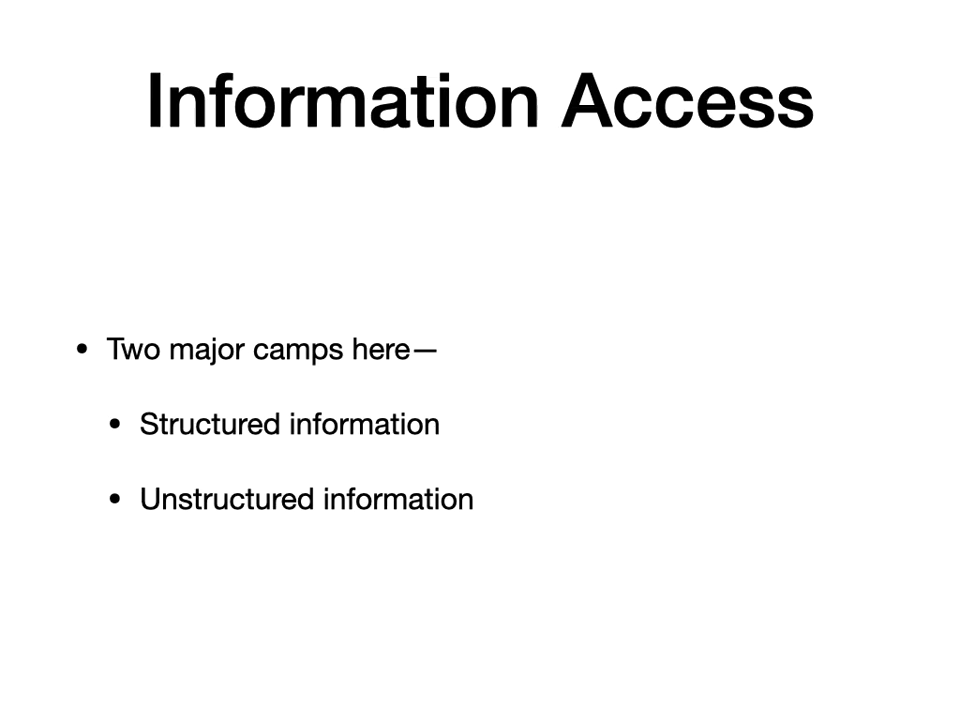 Information Access
• Two major camps here—
• Structured information
• Unstructured information